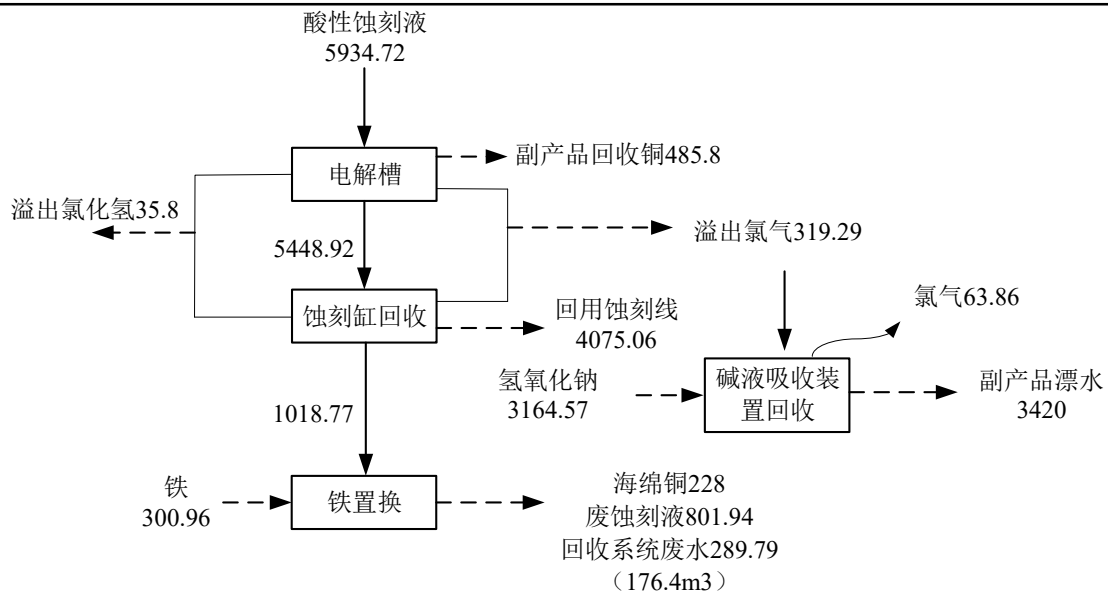 酸性蚀刻液
5934.72
电解槽
副产品回收铜485.8
溢出氯化氢35.8
5448.92
溢出氯气319.29
蚀刻缸回收
回用蚀刻线
4075.06
氯气63.86
氢氧化钠
3164.57
碱液吸收装
置回收
副产品漂水
3420
1018.77
铁
300.96
铁置换
海绵铜228
废蚀刻液801.94
回收系统废水289.79
（176.4m3）